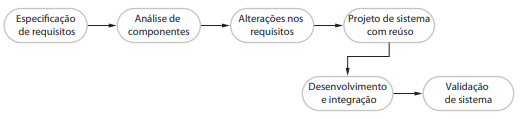 Especificação
de requisitos
Análise de
componentes
Alterações nos
requisitos
Projeto de sistema
com reúso
Desenvolvimento
e integração
Validação
de sistema